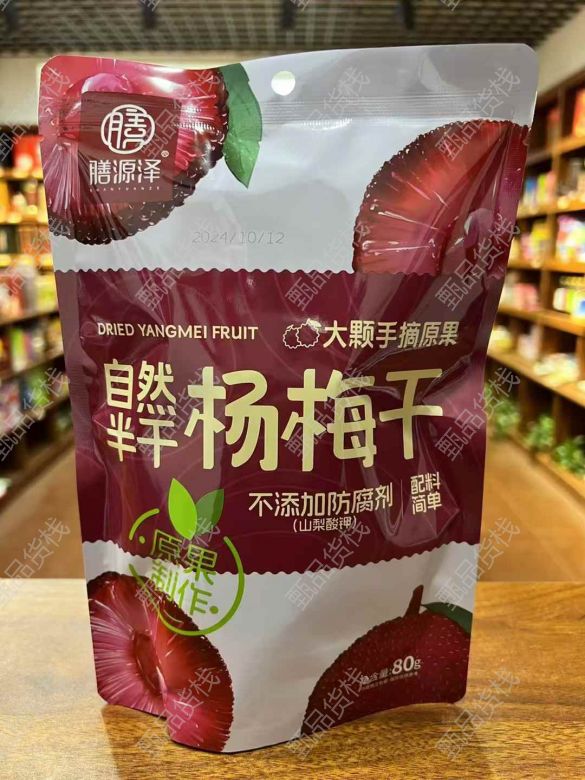 膳
膳源泽®
2024/10/12
DRIED YANGMEI FRUIT
大颗手摘原果
自然
半干
杨梅干
不添加防腐剂
(山梨酸钾)
配料
简单
原果
制作
净含量:80g
甄品货栈